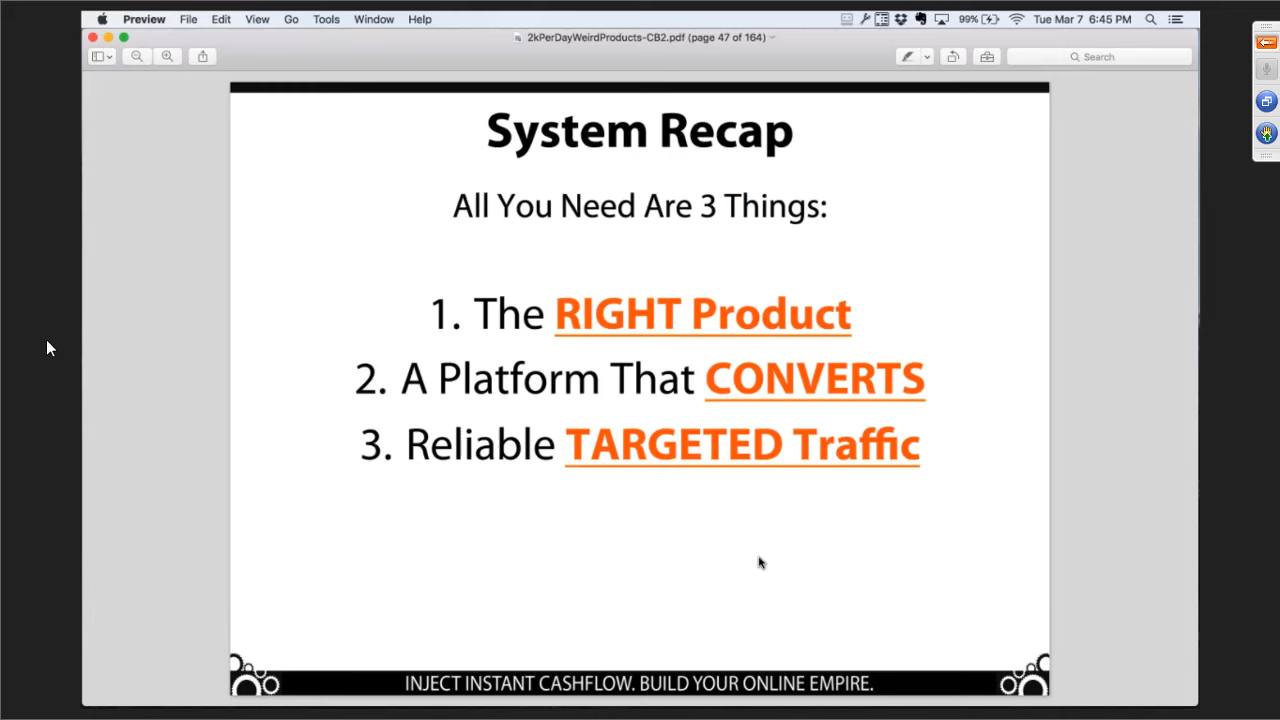 Preview File Edit View Go Tools Window Help 99% Tue Mar 7 6:45 PM
2kPerDayWeirdProducts-CB2.pdf (page 47 of 164)
Search
System Recap
All You Need Are 3 Things:
1. The RIGHT Product
2. A Platform That CONVERTS
3. Reliable TARGETED Traffic
INJECT INSTANT CASHFLOW. BUILD YOUR ONLINE EMPIRE.